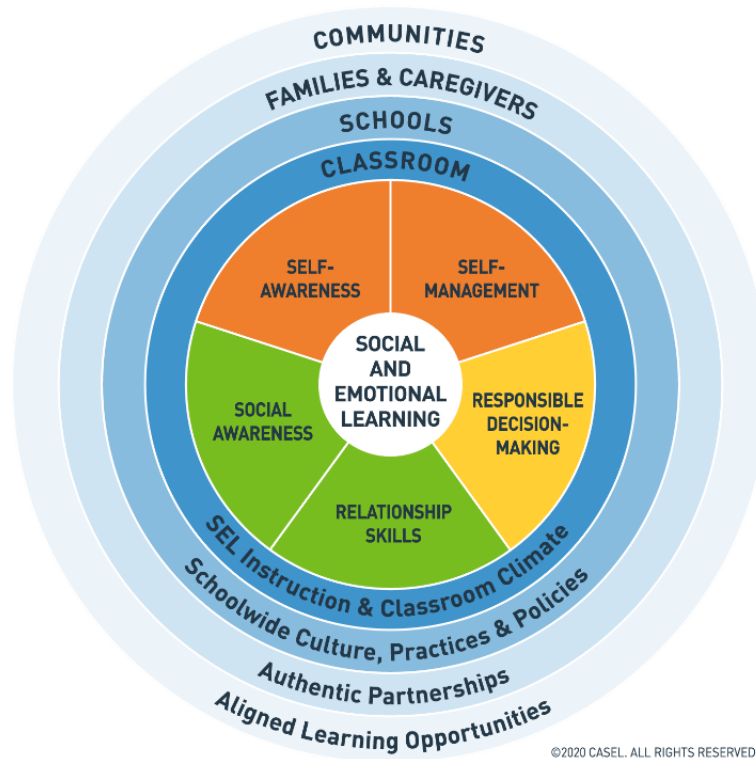 COMMUNITIES
FAMILIES & CAREGIVERS
SCHOOLS
CLASSROOM
SELF-
AWARENESS
SELF-
MANAGEMENT
SOCIAL
AND
EMOTIONAL
LEARNING
SOCIAL
AWARENESS
RESPONSIBLE
DECISION-
MAKING
RELATIONSHIP
SKILLS
SEL Instruction & Classroom Climate
Schoolwide Culture, Practices & Policies
Authentic Partnerships
Aligned Learning Opportunities
©2020 CASEL. ALL RIGHTS RESERVED